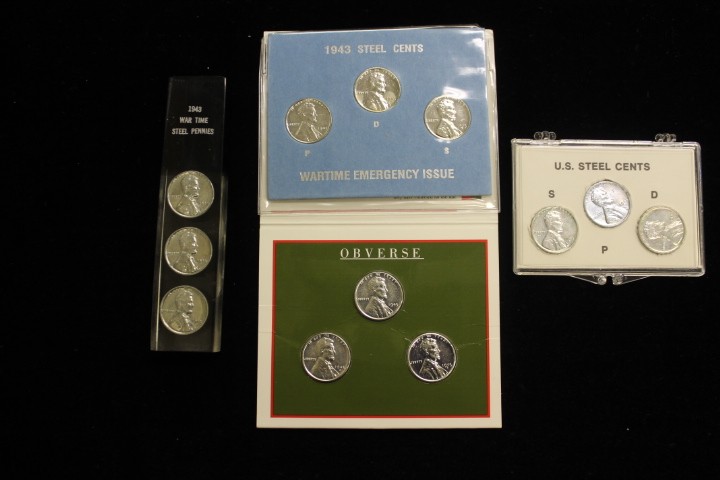 1943
WAR TIME
STEEL PENNIES
1943 STEEL CENTS
P
D
S
WARTIME EMERGENCY ISSUE
OBVERSE
U.S. STEEL CENTS
S
D
P